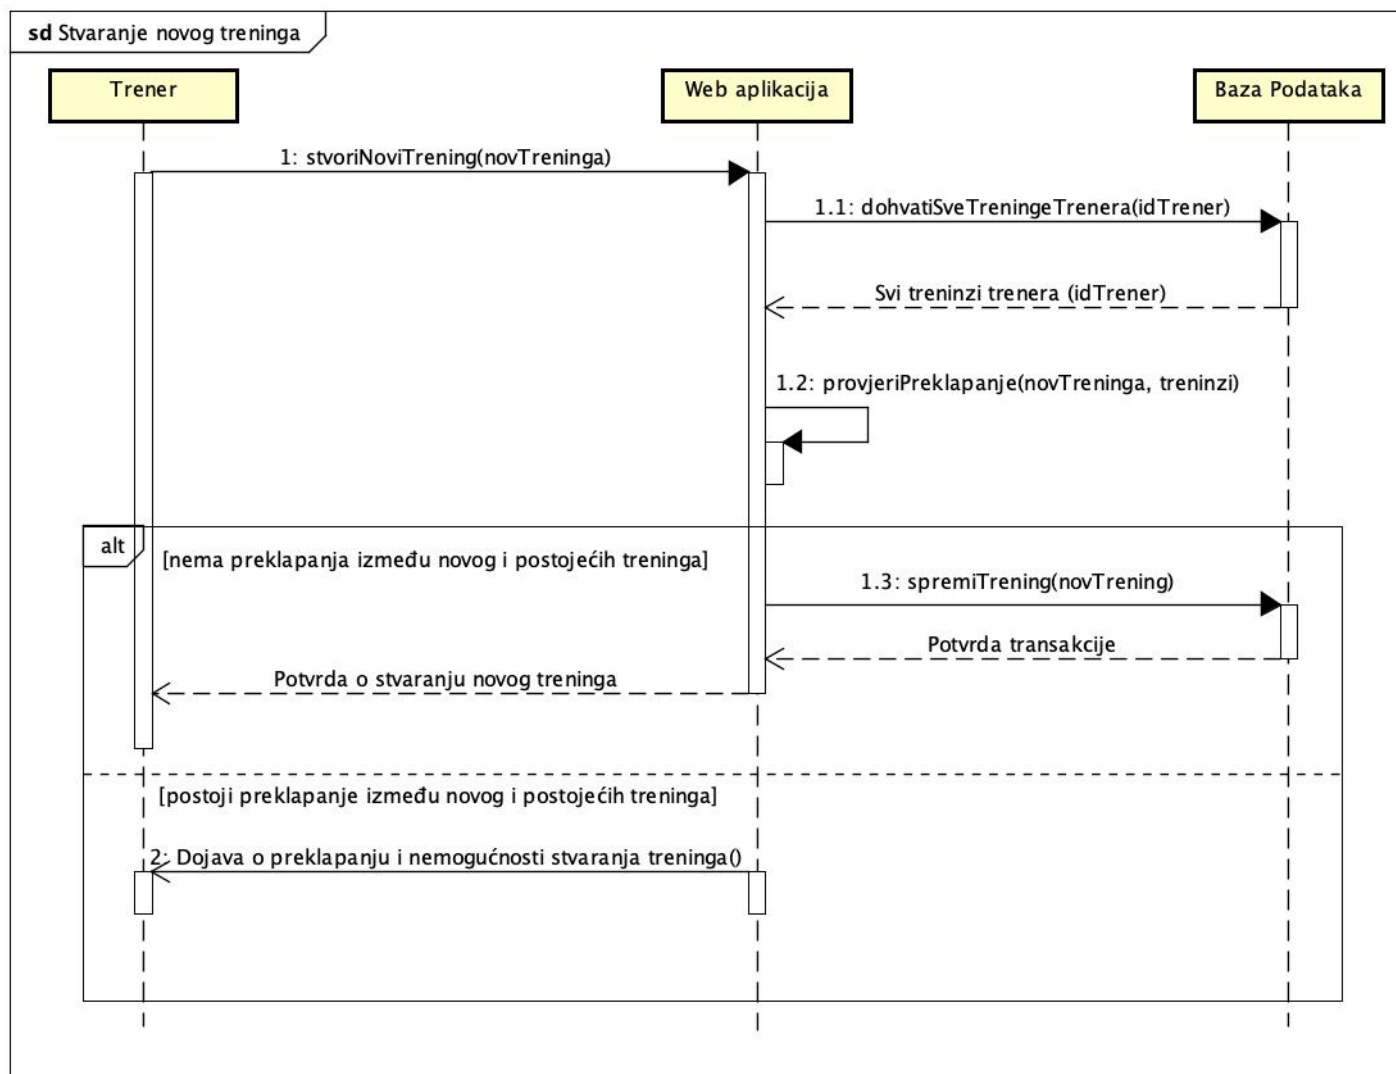 sd Stvaranje novog treninga
Trener
Web aplikacija
Baza Podataka
1: stvoriNoviTrening(novTreninga)
1.1: dohvatiSveTreningeTrenera(idTrener)
Svi treninzi trenera (idTrener)
1.2: provjeriPreklapanje(novTreninga, treninzi)
alt
[nema preklapanja između novog i postojećih treninga]
1.3: spremiTrening(novTrening)
Potvrda transakcije
Potvrda o stvaranju novog treninga
[postoji preklapanje između novog i postojećih treninga]
2: Dojava o preklapanju i nemogućnosti stvaranja treninga()